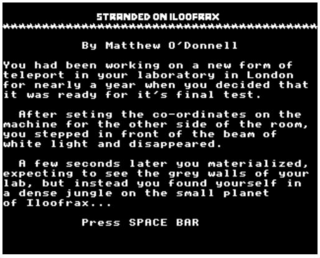 STRANDED ON ILOOFRAX
By Matthew O'Donnell
You had been working on a new form of
teleport in your laboratory in London
for nearly a year when you decided that
it was ready for it's final test.
After seting the co-ordinates on the
machine for the other side of the room,
you stepped in front of the beam of
white light and disappeared.
A few seconds later you materialized,
expecting to see the grey walls of your
lab, but instead you found yourself in
a dense jungle on the small planet
of Iloofrax...
Press SPACE BAR